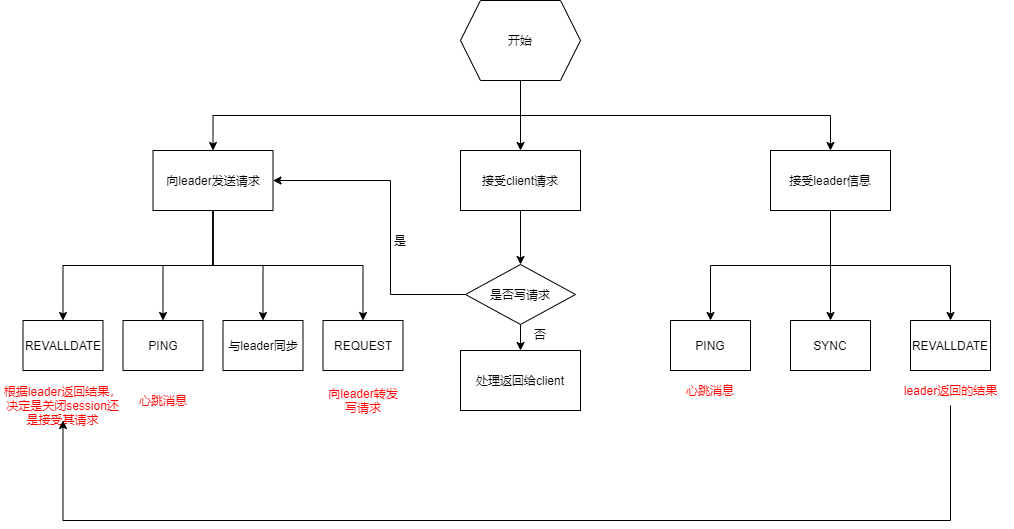 开始
向leader发送请求
接受client请求
接受leader信息
是
是否写请求
否
REVALLDATE
PING
与leader同步
REQUEST
处理返回给client
PING
SYNC
REVALLDATE
根据leader返回结果，
决定是关闭session还
是接受其请求
心跳消息
向leader转发
写请求
心跳消息
leader返回的结果